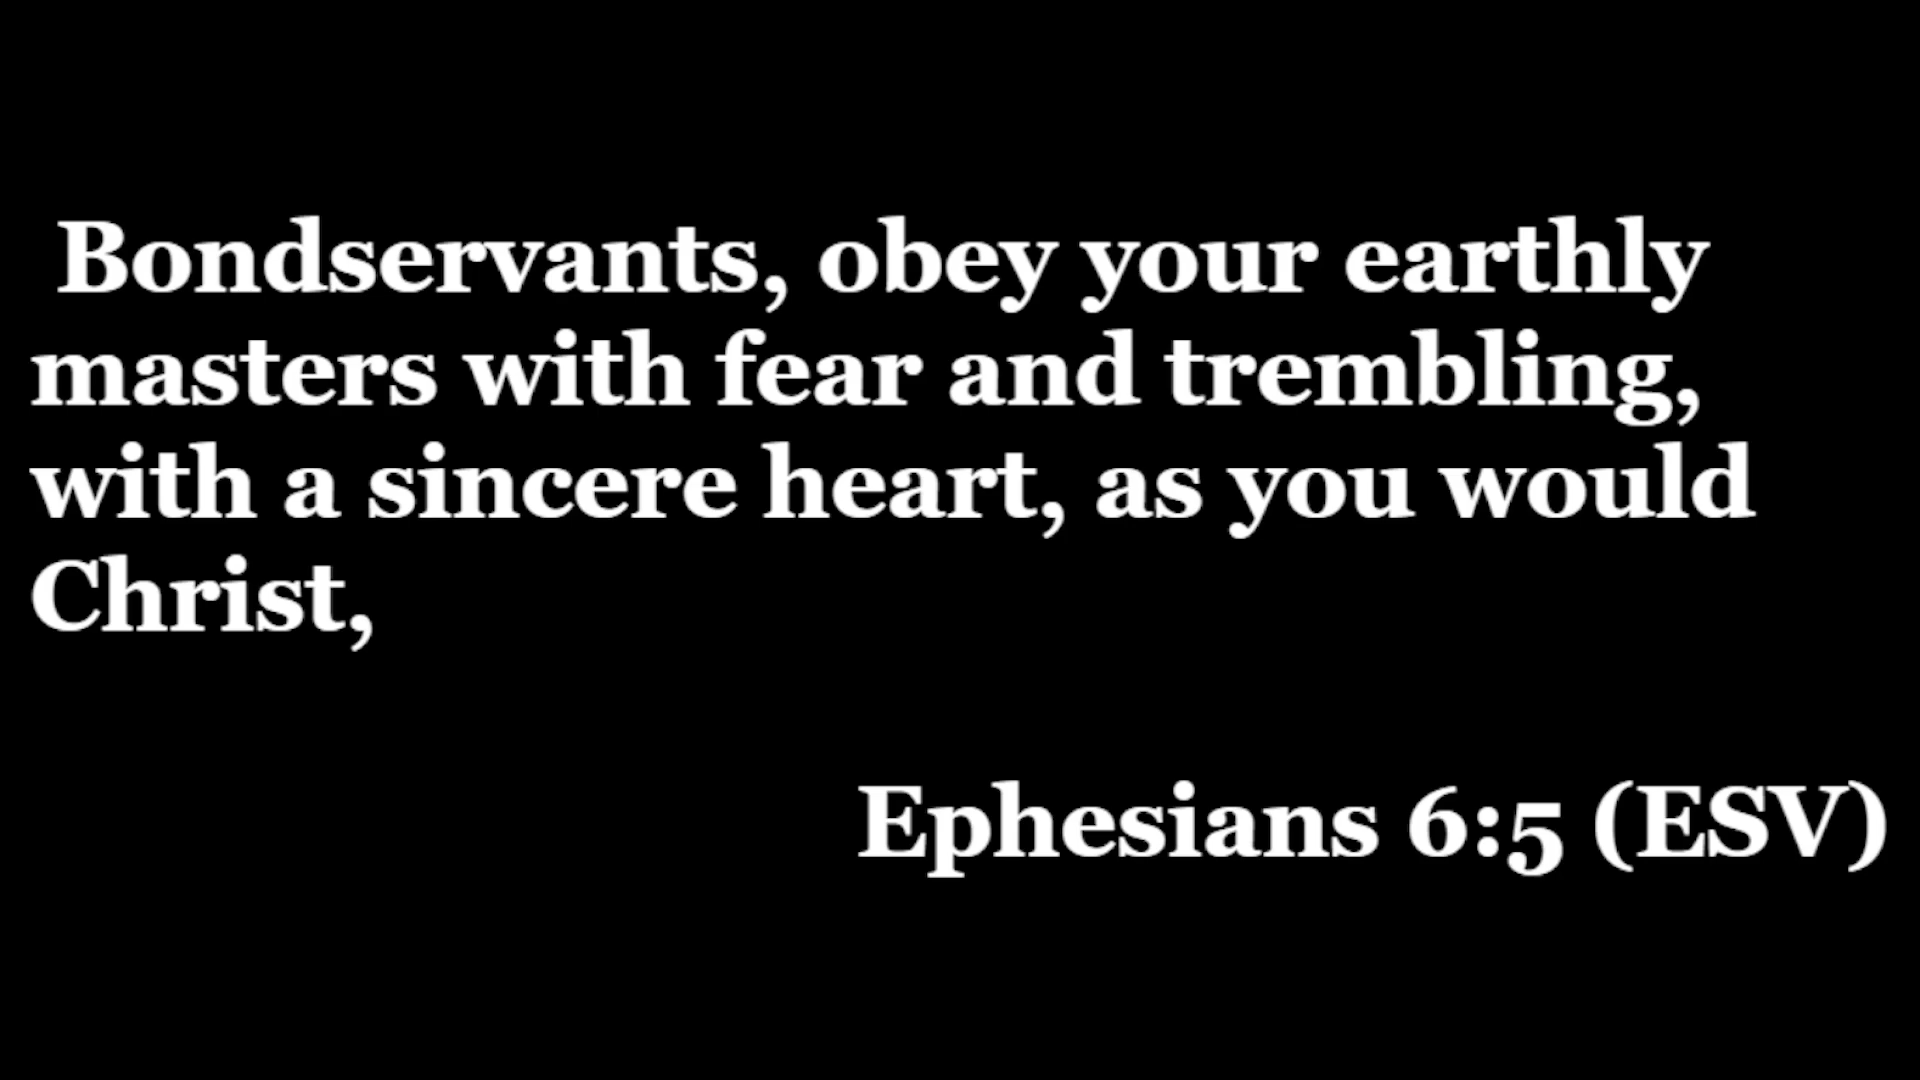 Bondservants, obey your earthly
masters with fear and trembling,
with a sincere heart, as you would
Christ,
Ephesians 6:5 (ESV)